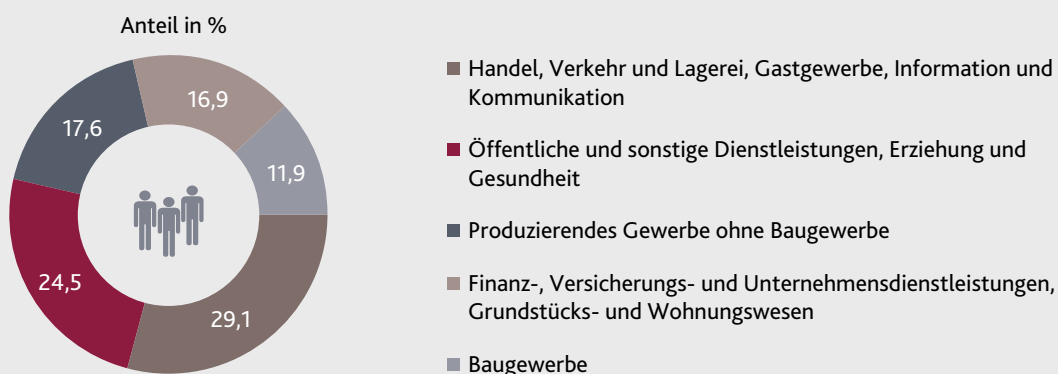 Anteil in %
16,9
17,6
11,9
24,5
29,1
Handel, Verkehr und Lagerei, Gastgewerbe, Information und
Kommunikation
Öffentliche und sonstige Dienstleistungen, Erziehung und
Gesundheit
Produzierendes Gewerbe ohne Baugewerbe
Finanz-, Versicherungs- und Unternehmensdienstleistungen,
Grundstücks- und Wohnungswesen
Baugewerbe